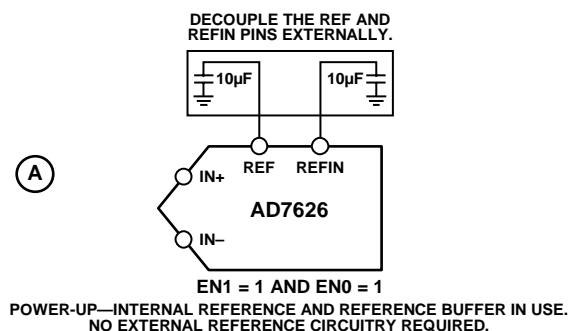 DECOUPLE THE REF AND
REFIN PINS EXTERNALLY.
10µF
10µF
REF
REFIN
A
IN+
AD7626
IN–
EN1 = 1 AND EN0 = 1
POWER-UP—INTERNAL REFERENCE AND REFERENCE BUFFER IN USE.
NO EXTERNAL REFERENCE CIRCUITRY REQUIRED.